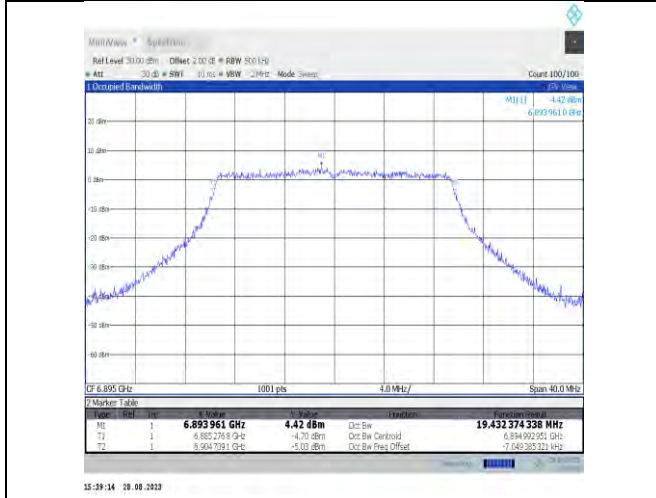 MultiView Spectrum
Ref Level 30.00 dBm Offset 2.00 dB RBW 500 kHz
Att 30 dB SWT 10 ms VBW 2 MHz Mode Sweep Count 100/100
1 Occupied Bandwidth
M1[1] 4.42 dBm
6.8939610 GHz
20 dBm
10 dBm
M1
0 dBm
-10 dBm
-20 dBm
-30 dBm
-50 dBm
-60 dBm
CF 6.895 GHz 1001 pts 4.0 MHz/ Span 40.0 MHz
2 Marker Table
Type Ref Trc X-Value Y-Value Function Function Result
M1 1 6.893 961 GHz 4.42 dBm Occ Bw 19.432 374 338 MHz
T1 1 6.885 276 8 GHz -4.70 dBm Occ Bw Centroid 6.894 992 951 GHz
T2 1 6.904 709 1 GHz -5.03 dBm Occ Bw Freq Offset -7.049 385 321 kHz
15:39:14 28.08.2023